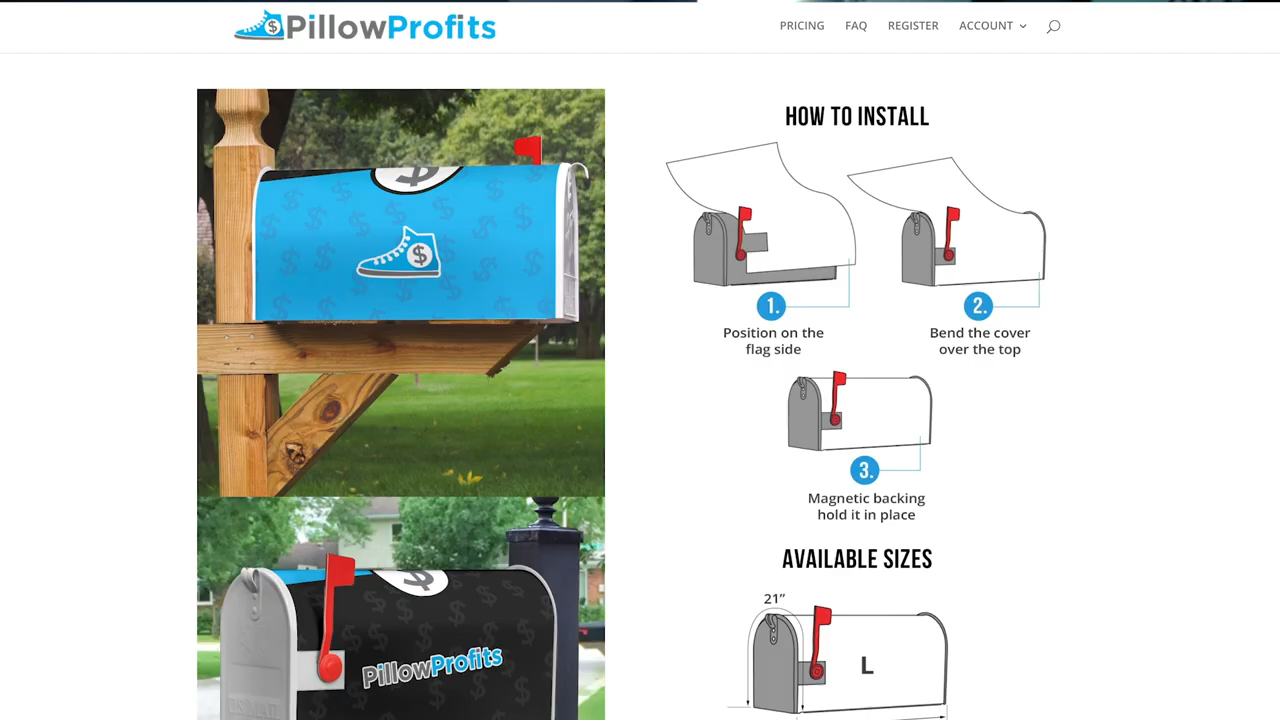 PillowProfits
PRICING
FAQ
REGISTER
ACCOUNT
HOW TO INSTALL
1.
Position on the
flag side
2.
Bend the cover
over the top
3.
Magnetic backing
hold it in place
AVAILABLE SIZES
21”
L
PillowProfits